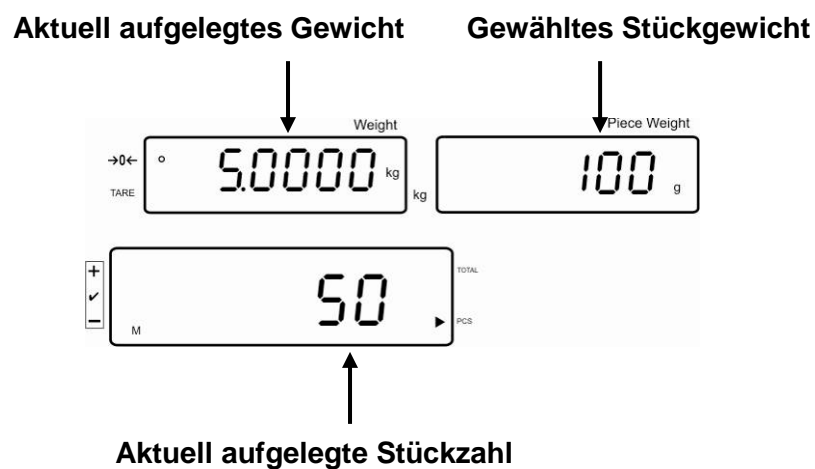 Aktuell aufgelegtes Gewicht Gewähltes Stückgewicht
Weight Piece Weight
→0← 5.0000 kg 100 g
TARE kg
+ 50 TOTAL
✔
− M ▶ PCS
Aktuell aufgelegte Stückzahl